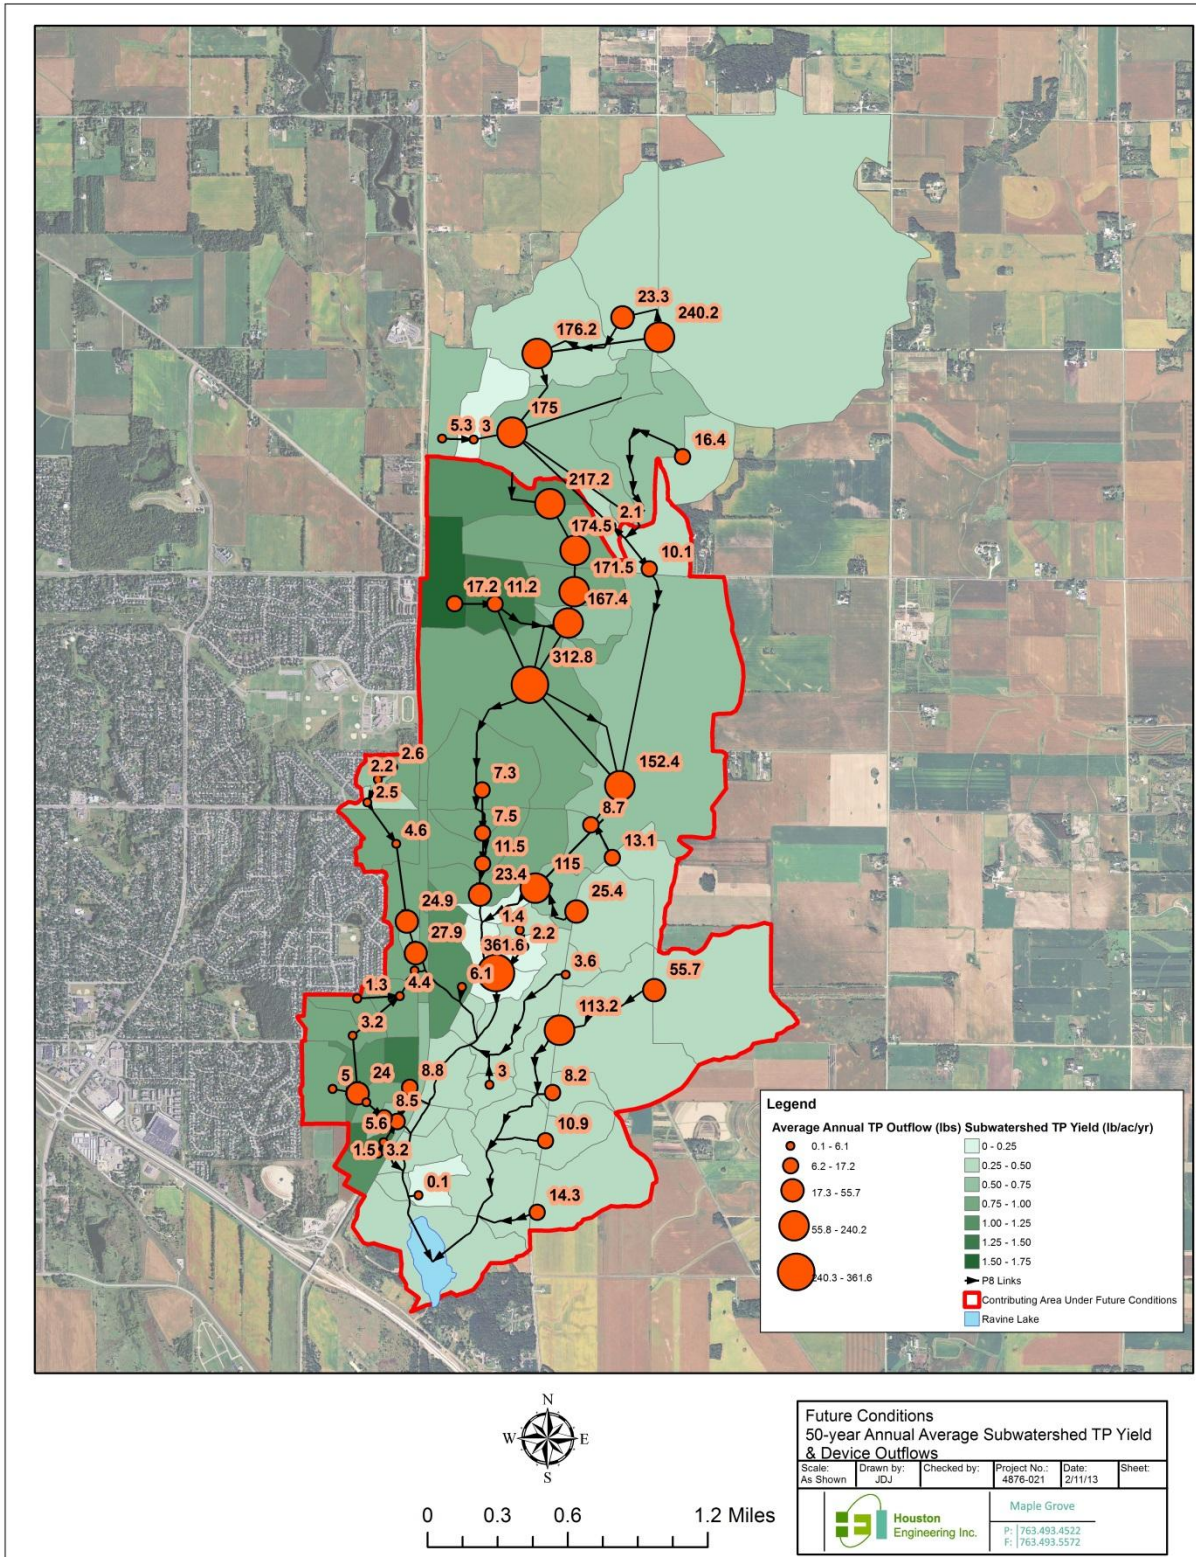 23.3
240.2
176.2
175
5.3
3
16.4
217.2
2.1
174.5
10.1
171.5
17.2
11.2
167.4
312.8
2.6
2.2
2.5
152.4
7.3
8.7
7.5
4.6
13.1
11.5
115
23.4
25.4
24.9
1.4
2.2
27.9
361.6
3.6
55.7
6.1
4.4
1.3
113.2
3.2
5
24
8.8
3
8.2
8.5
5.6
10.9
1.5
3.2
0.1
14.3
Legend
Average Annual TP Outflow (lbs)
0.1 - 6.1
6.2 - 17.2
17.3 - 55.7
55.8 - 240.2
240.3 - 361.6
Subwatershed TP Yield (lb/ac/yr)
0 - 0.25
0.25 - 0.50
0.50 - 0.75
0.75 - 1.00
1.00 - 1.25
1.25 - 1.50
1.50 - 1.75
P8 Links
Contributing Area Under Future Conditions
Ravine Lake
N
W E
S
0 0.3 0.6 1.2 Miles
Future Conditions
50-year Annual Average Subwatershed TP Yield
& Device Outflows
Scale:
As Shown
Drawn by:
JDJ
Checked by:
Project No.:
4876-021
Date:
2/11/13
Sheet:
Houston
Engineering Inc.
Maple Grove
P: 763.493.4522
F: 763.493.5572